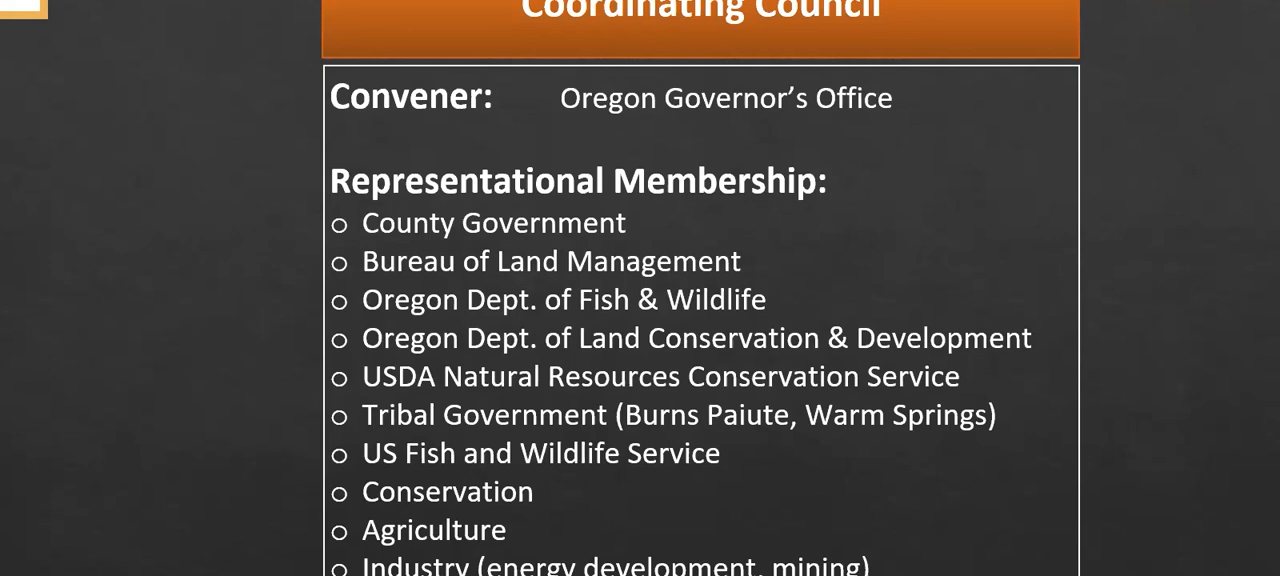 Coordinating Council
Convener: Oregon Governor’s Office
Representational Membership:
o County Government
o Bureau of Land Management
o Oregon Dept. of Fish & Wildlife
o Oregon Dept. of Land Conservation & Development
o USDA Natural Resources Conservation Service
o Tribal Government (Burns Paiute, Warm Springs)
o US Fish and Wildlife Service
o Conservation
o Agriculture
o Industry (energy development, mining)